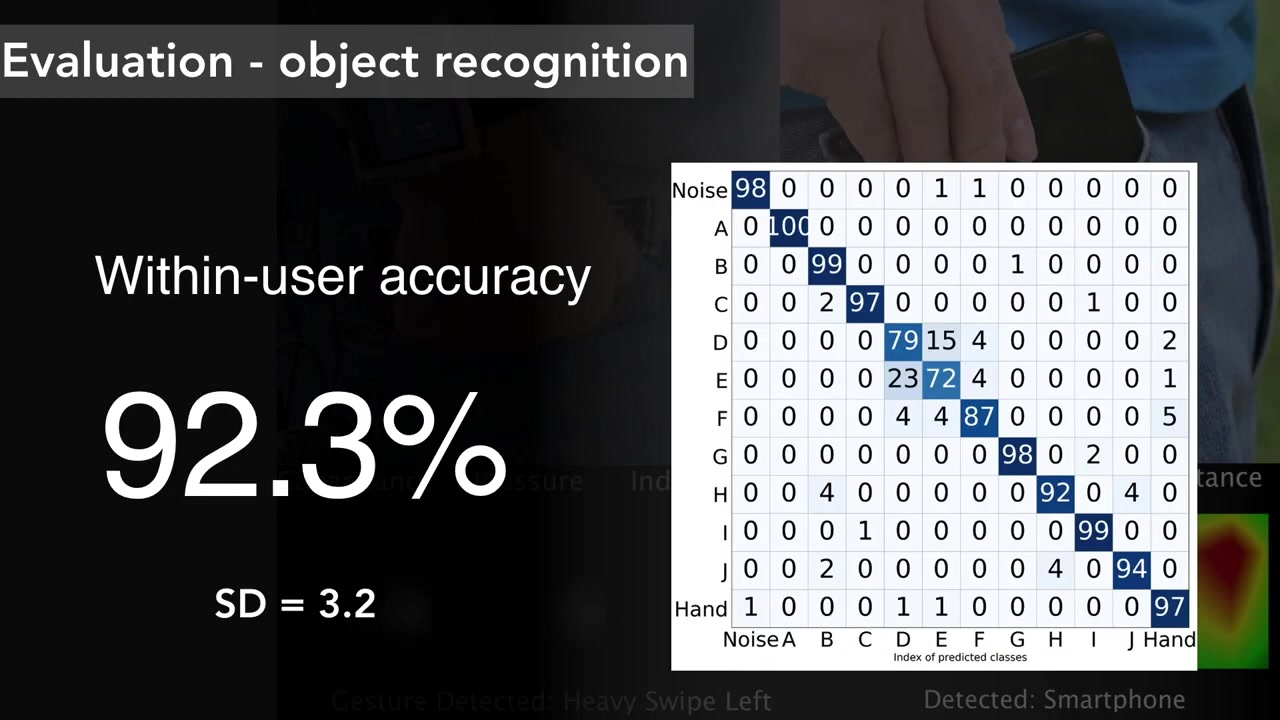 Evaluation - object recognition
Within-user accuracy
92.3%
SD = 3.2
Noise 98 0 0 0 0 1 1 0 0 0 0 0
A 0 100 0 0 0 0 0 0 0 0 0 0
B 0 0 99 0 0 0 0 1 0 0 0 0
C 0 0 2 97 0 0 0 0 0 1 0 0
D 0 0 0 0 79 15 4 0 0 0 0 2
E 0 0 0 0 23 72 4 0 0 0 0 1
F 0 0 0 0 4 4 87 0 0 0 0 5
G 0 0 0 0 0 0 0 98 0 2 0 0
H 0 0 4 0 0 0 0 0 92 0 4 0
I 0 0 0 1 0 0 0 0 0 99 0 0
J 0 0 2 0 0 0 0 0 4 0 94 0
Hand 1 0 0 0 1 1 0 0 0 0 0 97
Noise A B C D E F G H I J Hand
Index of predicted classes
tance
Gesture Detected: Heavy Swipe Left
Detected: Smartphone